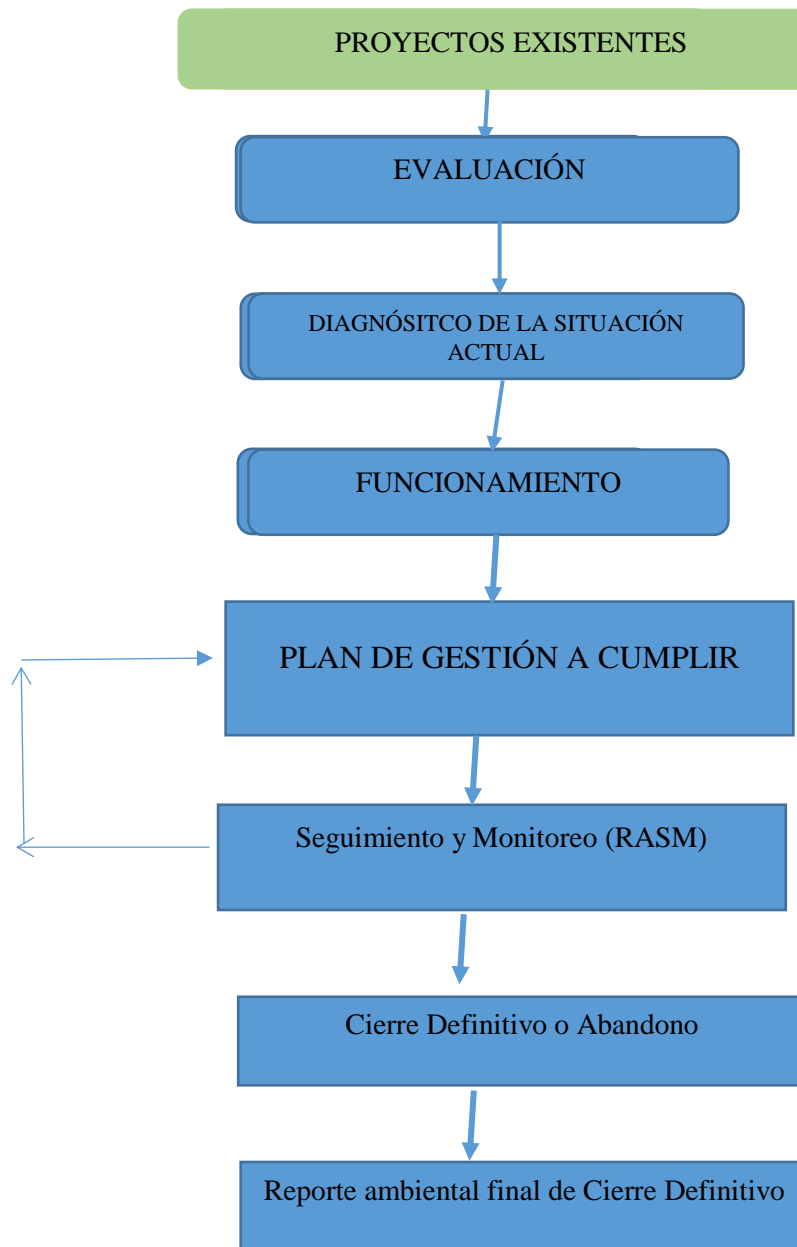 PROYECTOS EXISTENTES
EVALUACIÓN
DIAGNÓSITCO DE LA SITUACIÓN
ACTUAL
FUNCIONAMIENTO
PLAN DE GESTIÓN A CUMPLIR
Seguimiento y Monitoreo (RASM)
Cierre Definitivo o Abandono
Reporte ambiental final de Cierre Definitivo